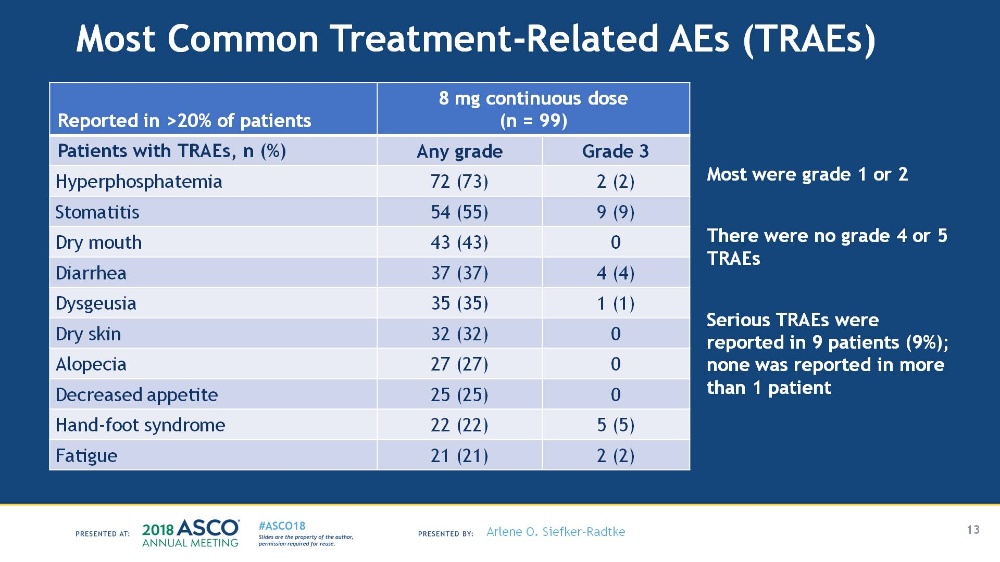 Most Common Treatment-Related AEs (TRAEs)
Reported in >20% of patients
8 mg continuous dose
(n = 99)
Patients with TRAEs, n (%) Any grade Grade 3
Hyperphosphatemia 72 (73) 2 (2)
Stomatitis 54 (55) 9 (9)
Dry mouth 43 (43) 0
Diarrhea 37 (37) 4 (4)
Dysgeusia 35 (35) 1 (1)
Dry skin 32 (32) 0
Alopecia 27 (27) 0
Decreased appetite 25 (25) 0
Hand-foot syndrome 22 (22) 5 (5)
Fatigue 21 (21) 2 (2)
Most were grade 1 or 2
There were no grade 4 or 5
TRAEs
Serious TRAEs were
reported in 9 patients (9%);
none was reported in more
than 1 patient
PRESENTED AT:
2018 ASCO®
ANNUAL MEETING
#ASCO18
Slides are the property of the author,
permission required for reuse.
PRESENTED BY: Arlene O. Siefker-Radtke
13